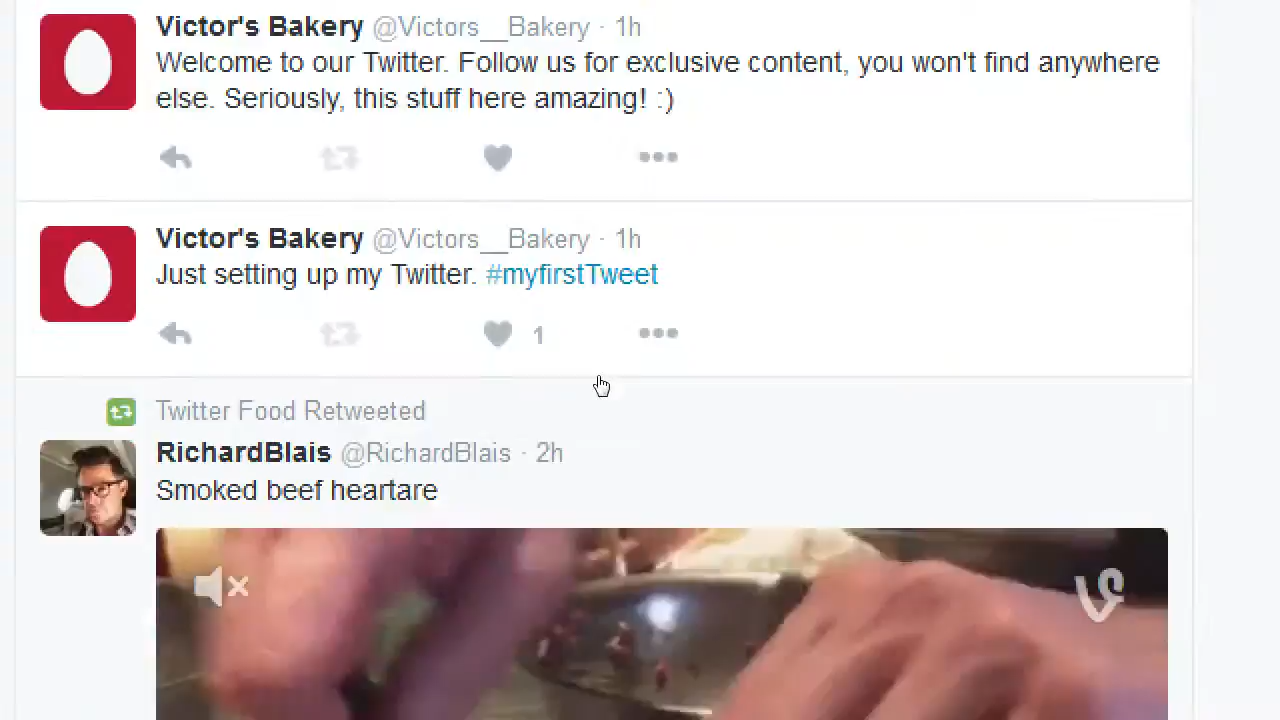 Victor's Bakery @Victors__Bakery · 1h
Welcome to our Twitter. Follow us for exclusive content, you won't find anywhere
else. Seriously, this stuff here amazing! :)
Victor's Bakery @Victors__Bakery · 1h
Just setting up my Twitter. #myfirstTweet
1
Twitter Food Retweeted
RichardBlais @RichardBlais · 2h
Smoked beef heartare